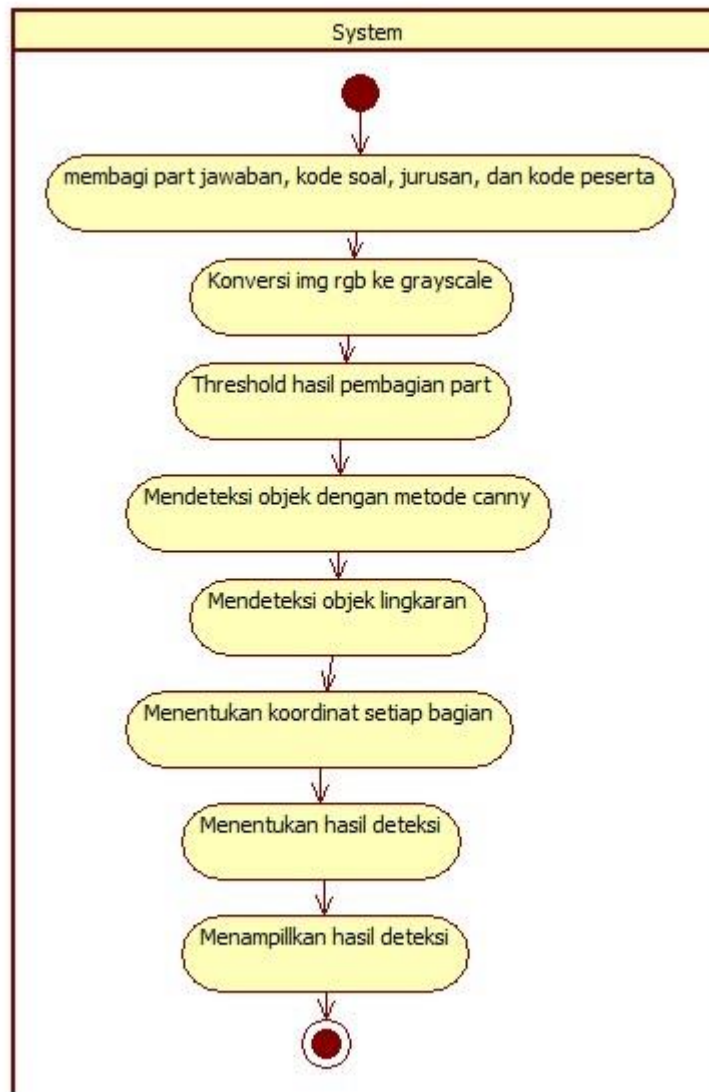 System
membagi part jawaban, kode soal, jurusan, dan kode peserta
Konversi img rgb ke grayscale
Threshold hasil pembagian part
Mendeteksi objek dengan metode canny
Mendeteksi objek lingkaran
Menentukan koordinat setiap bagian
Menentukan hasil deteksi
Menampillkan hasil deteksi